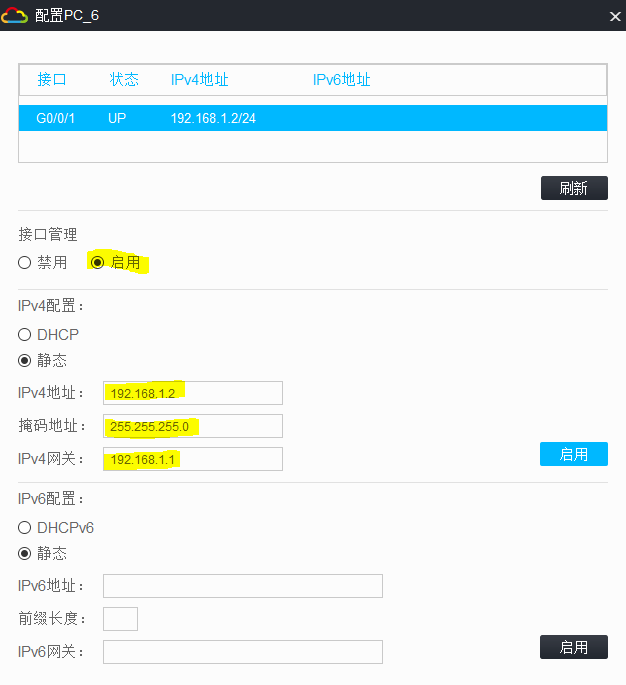 配置PC_6
接口 状态 IPv4地址 IPv6地址
G0/0/1 UP 192.168.1.2/24
刷新
接口管理
禁用 启用
IPv4配置：
DHCP
静态
IPv4地址： 192.168.1.2
掩码地址： 255.255.255.0
IPv4网关： 192.168.1.1 启用
IPv6配置：
DHCPv6
静态
IPv6地址：
前缀长度：
IPv6网关： 启用